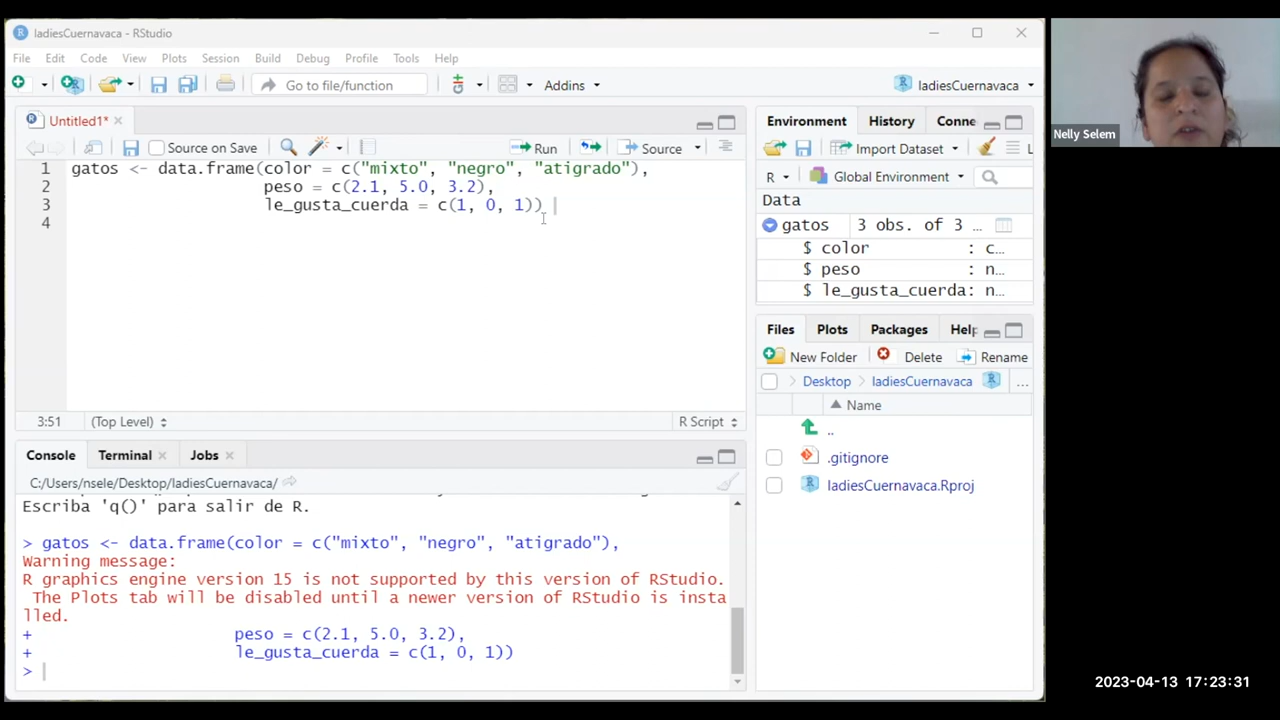 ladiesCuernavaca - RStudio
File Edit Code View Plots Session Build Debug Profile Tools Help
Go to file/function Addins ladiesCuernavaca
Untitled1*
Source on Save Run Source
1 gatos <- data.frame(color = c("mixto", "negro", "atigrado"),
2 peso = c(2.1, 5.0, 3.2),
3 le_gusta_cuerda = c(1, 0, 1))
4
3:51 (Top Level) R Script
Console Terminal Jobs
C:/Users/nsele/Desktop/ladiesCuernavaca/
Escriba 'q()' para salir de R.
> gatos <- data.frame(color = c("mixto", "negro", "atigrado"),
Warning message:
R graphics engine version 15 is not supported by this version of RStudio.
The Plots tab will be disabled until a newer version of RStudio is insta
lled.
+ peso = c(2.1, 5.0, 3.2),
+ le_gusta_cuerda = c(1, 0, 1))
>
Environment History Conne
Import Dataset L
R Global Environment
Data
gatos 3 obs. of 3 ...
$ color : c…
$ peso : n…
$ le_gusta_cuerda: n…
Files Plots Packages Help
New Folder Delete Rename
Desktop ladiesCuernavaca ...
Name
..
.gitignore
ladiesCuernavaca.Rproj
Nelly Selem
2023-04-13 17:23:31